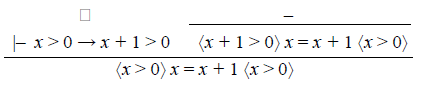 □ –
|– x > 0 → x + 1 > 0 ⟨x + 1 > 0⟩ x = x + 1 ⟨x > 0⟩
⟨x > 0⟩ x = x + 1 ⟨x > 0⟩